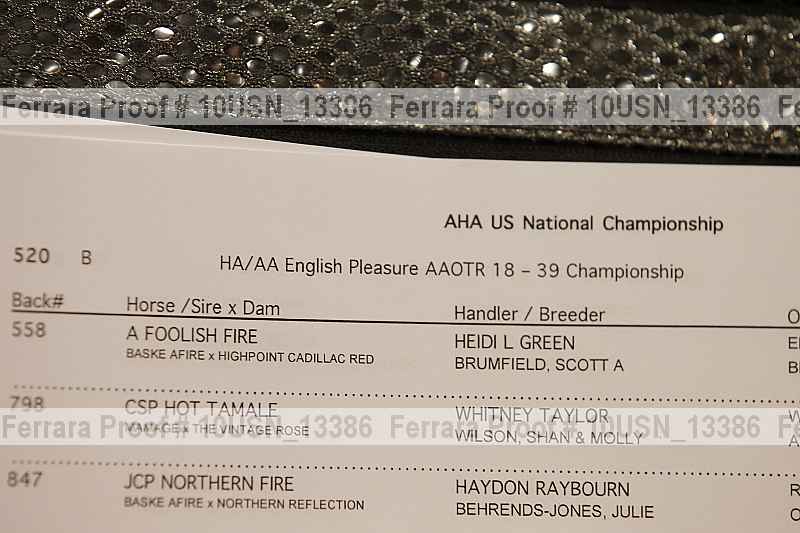 Ferrara Proof # 10USN_13386 Ferrara Proof # 10USN_13386
AHA US National Championship
520 B HA/AA English Pleasure AAOTR 18 – 39 Championship
Back# Horse /Sire x Dam Handler / Breeder O
558 A FOOLISH FIRE HEIDI L GREEN
BASKE AFIRE x HIGHPOINT CADILLAC RED BRUMFIELD, SCOTT A
798 CSP HOT TAMALE WHITNEY TAYLOR W
Ferrara Proof # 10USN_13386 Ferrara Proof # 10USN_13386
x THE VINTAGE ROSE WILSON, SHAN & MOLLY A
847 JCP NORTHERN FIRE HAYDON RAYBOURN R
BASKE AFIRE x NORTHERN REFLECTION BEHRENDS-JONES, JULIE